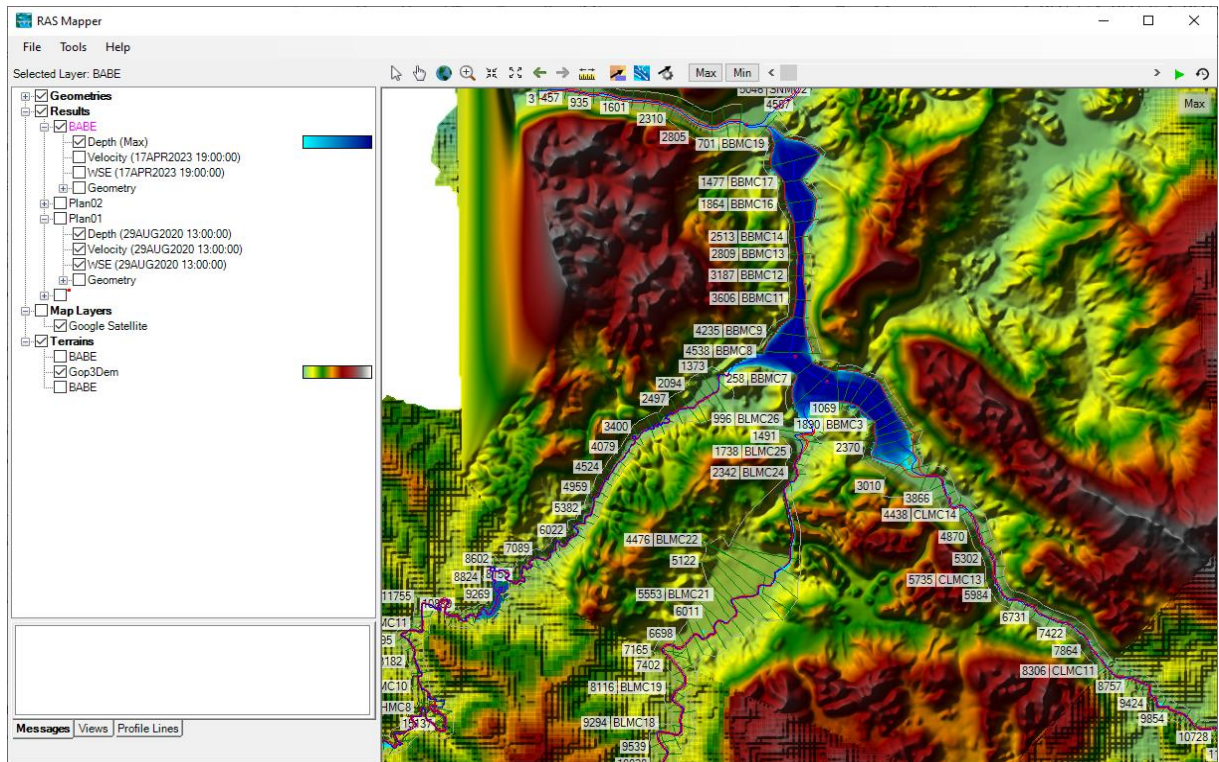 RAS Mapper
File Tools Help
Selected Layer: BABE
Max Min <
>
Geometries
Results
BABE
Depth (Max)
Velocity (17APR2023 19:00:00)
WSE (17APR2023 19:00:00)
Geometry
Plan02
Plan01
Depth (29AUG2020 13:00:00)
Velocity (29AUG2020 13:00:00)
WSE (29AUG2020 13:00:00)
Geometry
Map Layers
Google Satellite
Terrains
BABE
Gop3Dem
BABE
Messages Views Profile Lines
Max
457
935
1601
4587
2310
2805
701 BBMC19
1477 BBMC17
1864 BBMC16
2513 BBMC14
2809 BBMC13
3187 BBMC12
3606 BBMC11
4235 BBMC9
4538 BBMC8
1373
258 BBMC7
2094
2497
1069
996 BLMC26
1890 BBMC3
3400
1491
4079
1738 BLMC25
2370
4524
2342 BLMC24
4959
3010
3866
5382
4438 CLMC14
6022
4476 BLMC22
4870
7089
8602
5122
5302
8824
5735 CLMC13
9269
5553 BLMC21
5984
11755
6011
6731
6698
7422
7165
7864
7402
8306 CLMC11
8116 BLMC19
8757
9424
9294 BLMC18
9854
9539
10728